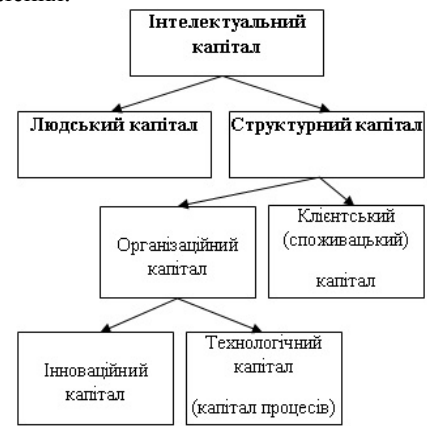 Інтелектуальний
капітал
Людський капітал
Структурний капітал
Організаційний
капітал
Клієнтський
(споживацький)
капітал
Інноваційний
капітал
Технологічний
капітал
(капітал процесів)